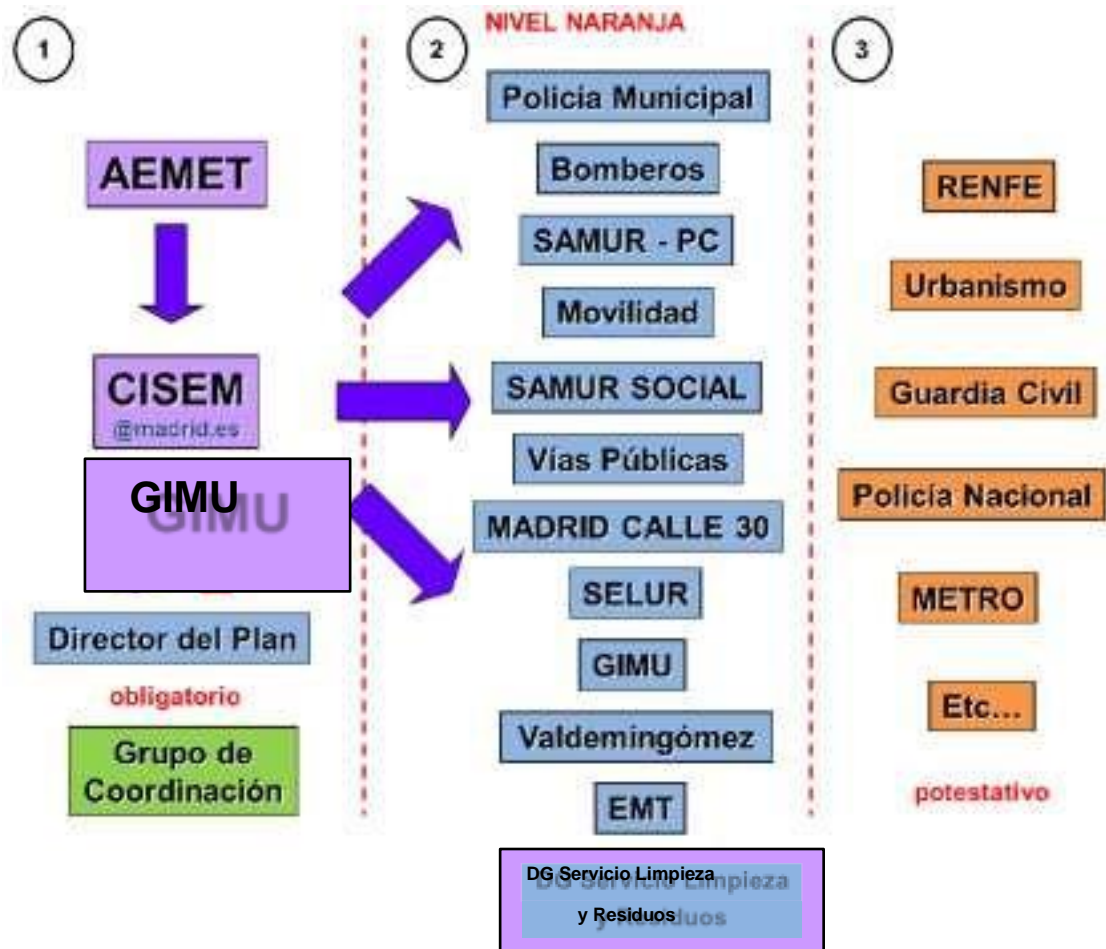 1
AEMET
CISEM
@madrid.es
GIMU
Director del Plan
obligatorio
Grupo de
Coordinación
2
NIVEL NARANJA
Policía Municipal
Bomberos
SAMUR - PC
Movilidad
SAMUR SOCIAL
Vías Públicas
MADRID CALLE 30
SELUR
GIMU
Valdemingómez
EMT
DG Servicio Limpieza
y Residuos
3
RENFE
Urbanismo
Guardia Civil
Policía Nacional
METRO
Etc...
potestativo